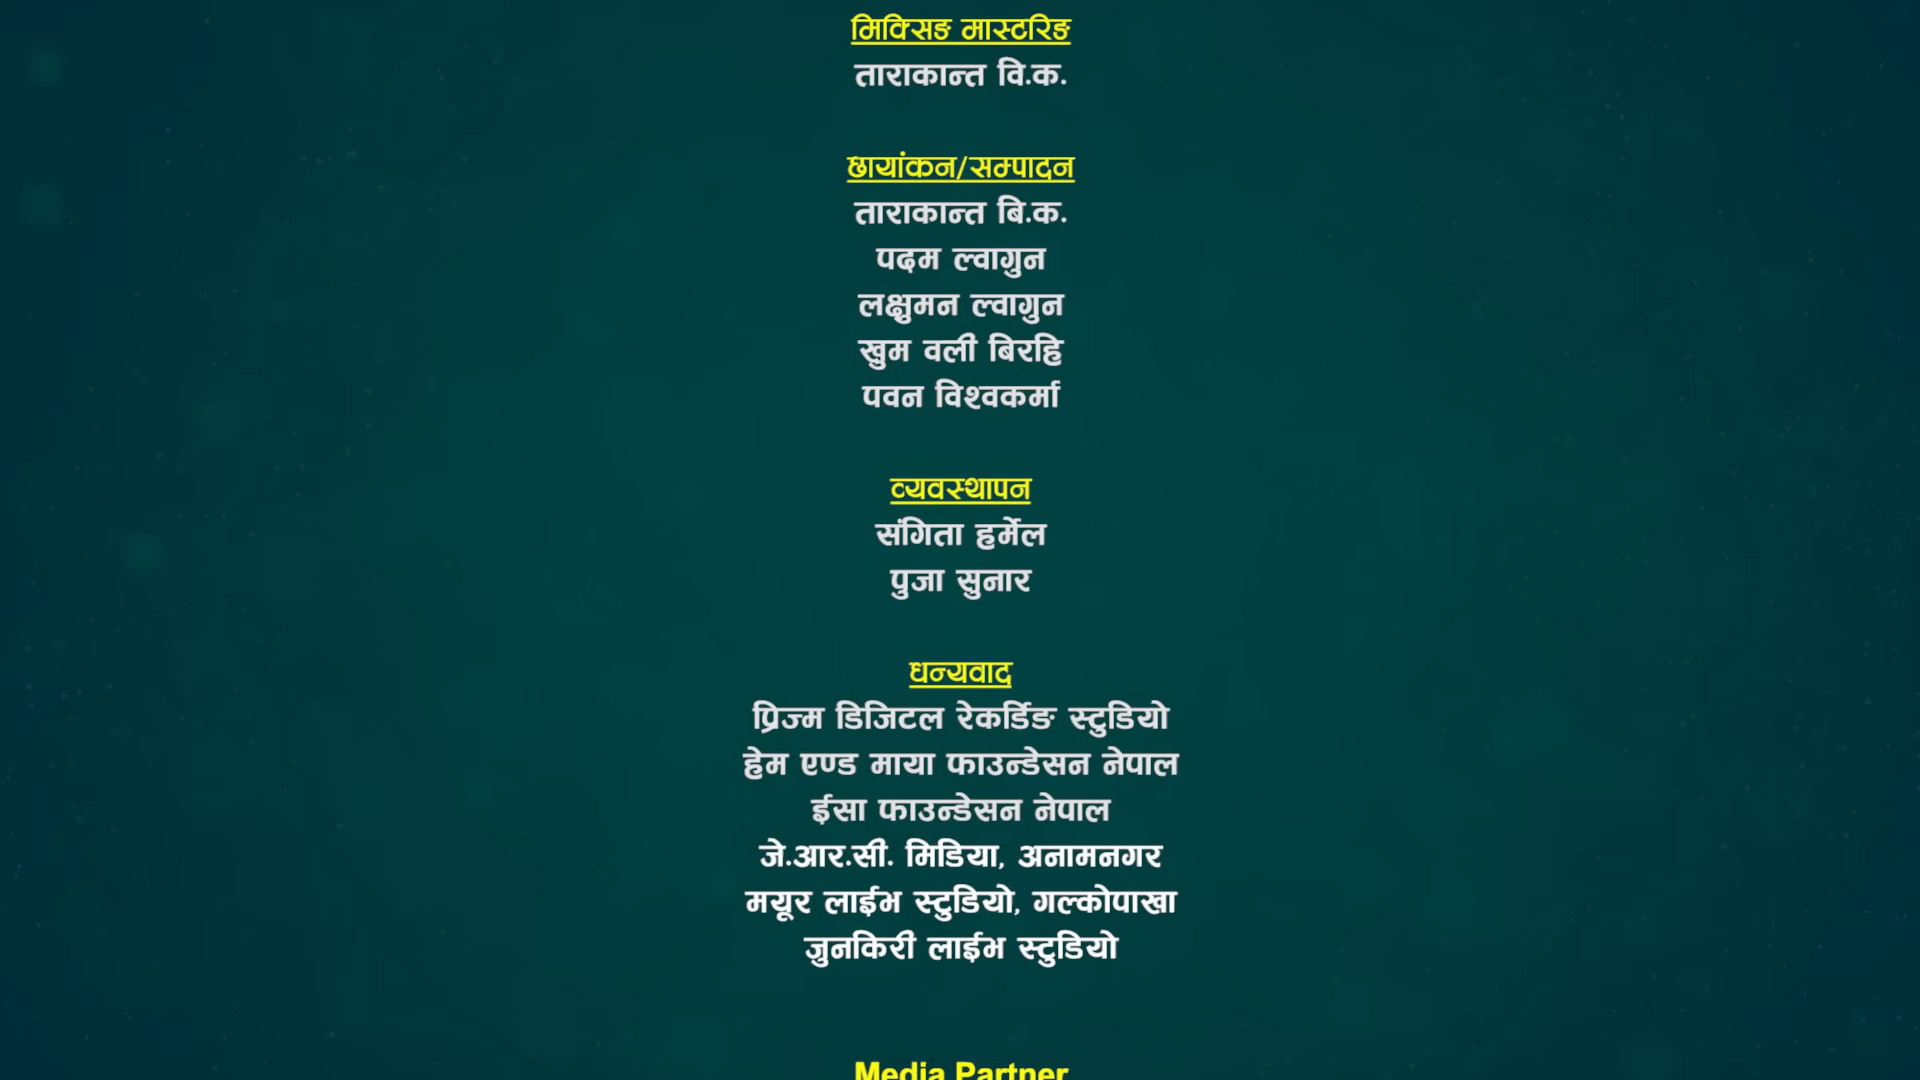 मिक्सिङ मास्टरिङ
ताराकान्त वि.क.
छायांकन/सम्पादन
ताराकान्त बि.क.
पदम ल्वागुन
लक्षुमन ल्वागुन
खुम वली बिरहि
पवन विश्वकर्मा
व्यवस्थापन
संगिता हर्मेल
पुजा सुनार
धन्यवाद
प्रिज्म डिजिटल रेकर्डिङ स्टुडियो
हेम एण्ड माया फाउन्डेसन नेपाल
ईसा फाउन्डेसन नेपाल
जे.आर.सी. मिडिया, अनामनगर
मयूर लाईभ स्टुडियो, गल्कोपाखा
जुनकिरी लाईभ स्टुडियो
Media Partner